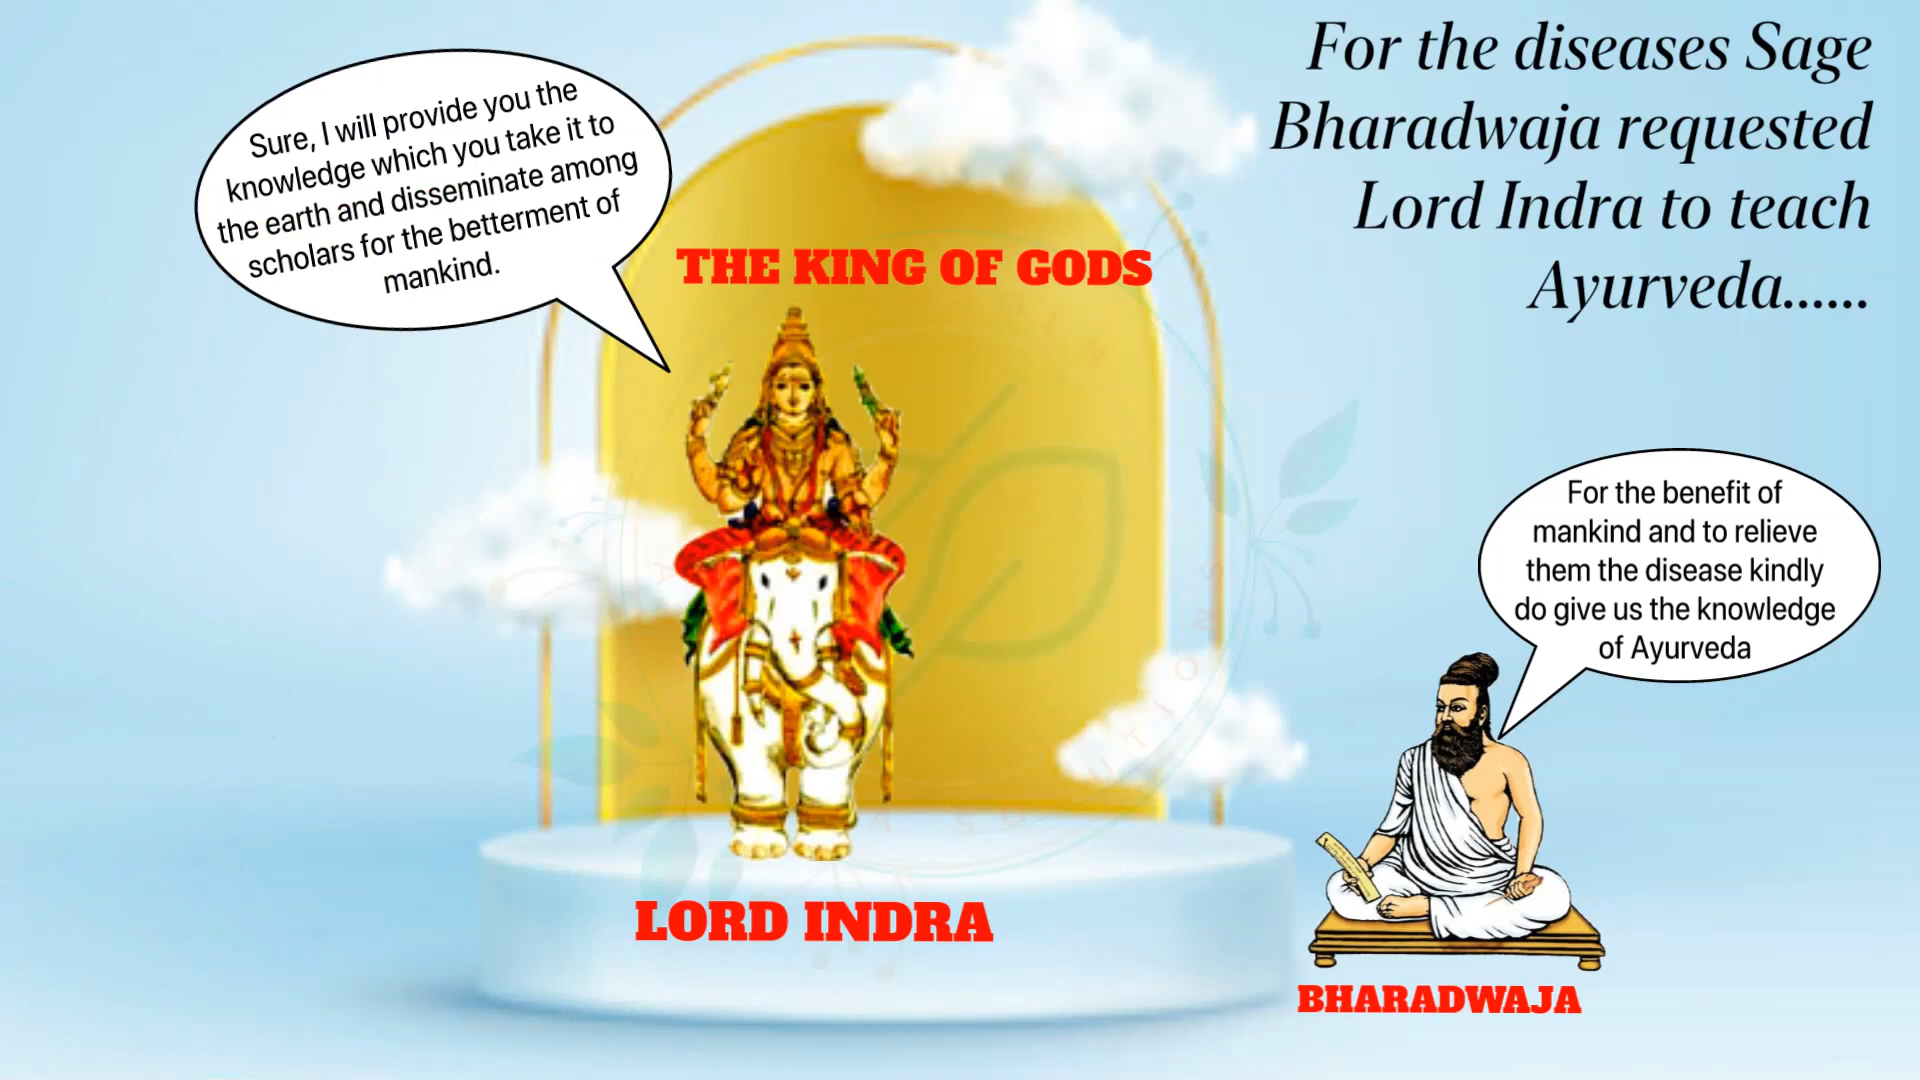 For the diseases Sage
Bharadwaja requested
Lord Indra to teach
Ayurveda......
Sure, I will provide you the
knowledge which you take it to
the earth and disseminate among
scholars for the betterment of
mankind.
THE KING OF GODS
For the benefit of
mankind and to relieve
them the disease kindly
do give us the knowledge
of Ayurveda
LORD INDRA
BHARADWAJA